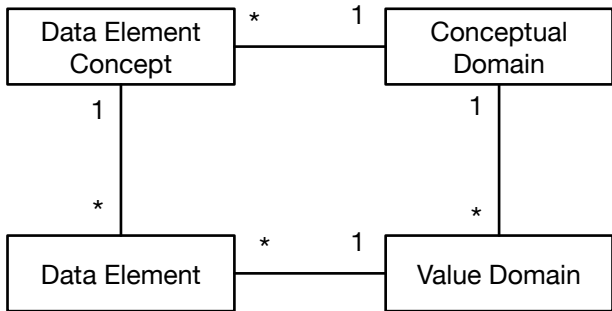 Data Element
Concept
* 1
Conceptual
Domain
1
1
*
*
Data Element
* 1
Value Domain